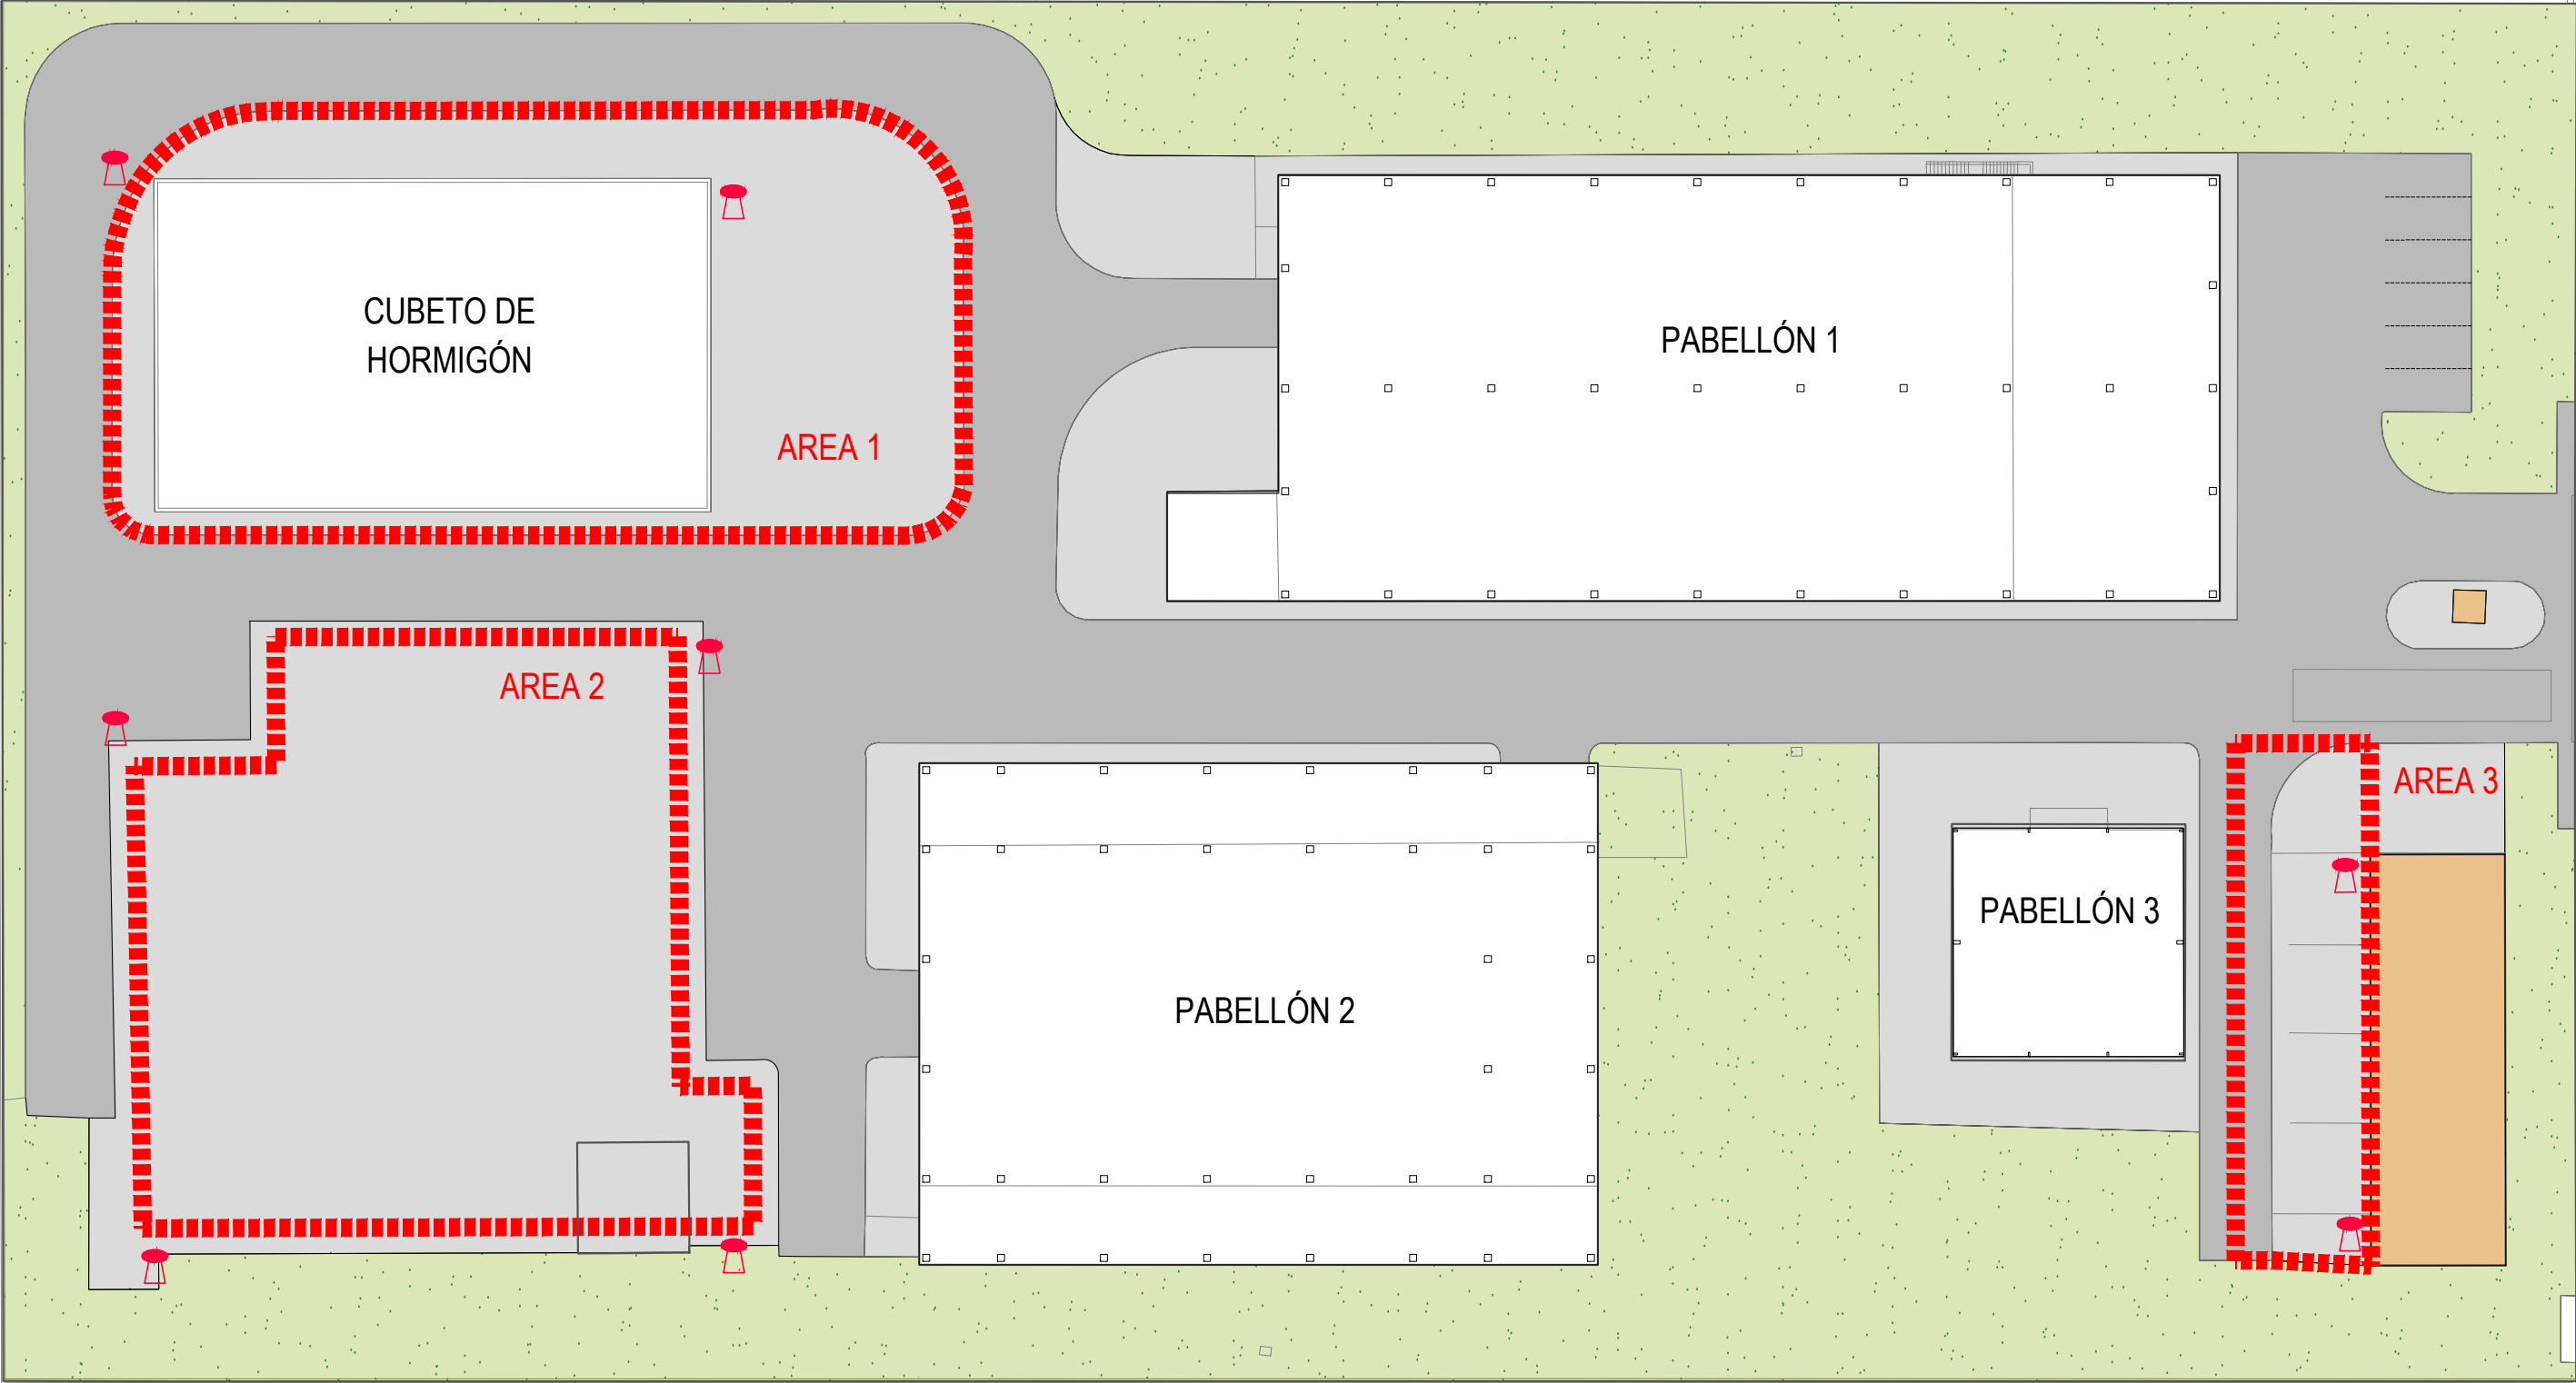 CUBETO DE
HORMIGÓN
PABELLÓN 1
AREA 1
AREA 2
AREA 3
PABELLÓN 3
PABELLÓN 2